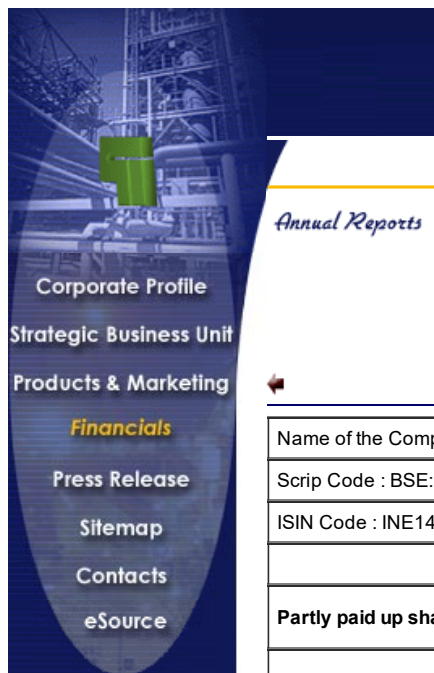 Annual Reports
Corporate Profile
Strategic Business Unit
Products & Marketing
Financials
Press Release
Sitemap
Contacts
eSource
Name of the Comp
Scrip Code : BSE:
ISIN Code : INE14
Partly paid up sha